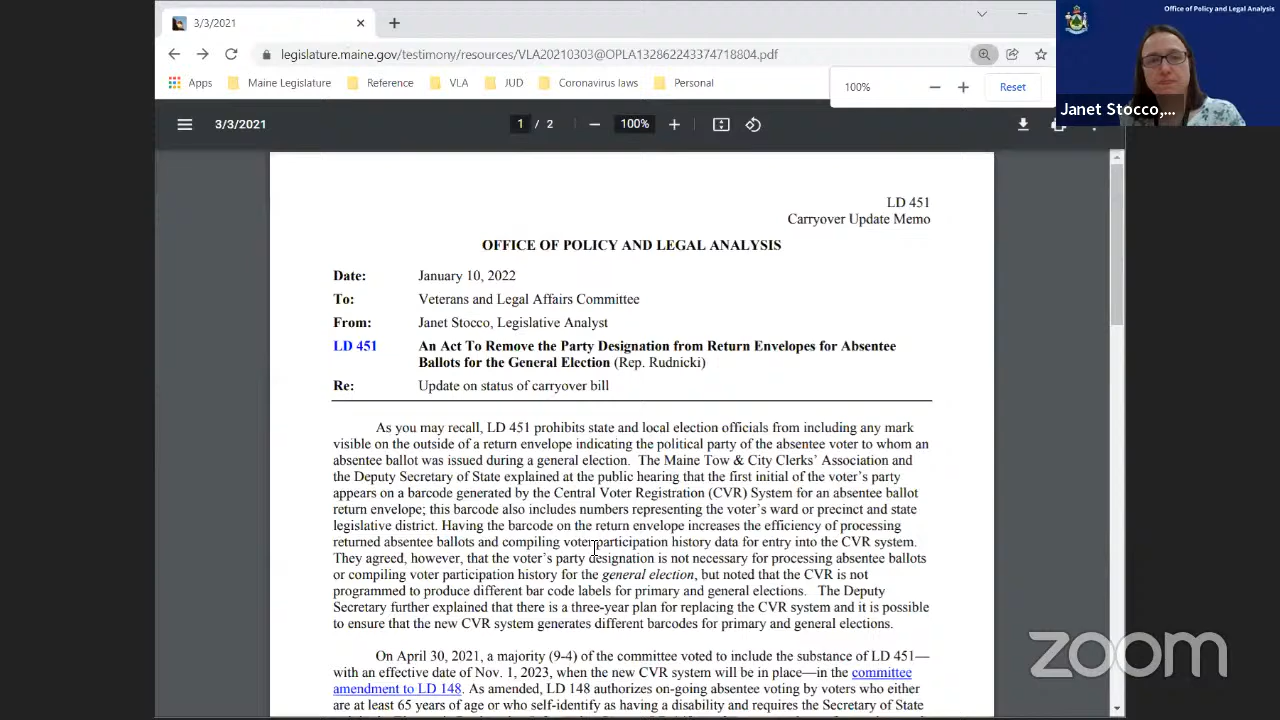 3/3/2021
legislature.maine.gov/testimony/resources/VLA20210303@OPLA132862243374718804.pdf
Apps Maine Legislature Reference VLA JUD Coronavirus laws Personal
100% Reset
Office of Policy and Legal Analysis
Janet Stocco,...
3/3/2021 1 / 2 100%
LD 451
Carryover Update Memo
OFFICE OF POLICY AND LEGAL ANALYSIS
Date: January 10, 2022
To: Veterans and Legal Affairs Committee
From: Janet Stocco, Legislative Analyst
LD 451 An Act To Remove the Party Designation from Return Envelopes for Absentee
Ballots for the General Election (Rep. Rudnicki)
Re: Update on status of carryover bill
As you may recall, LD 451 prohibits state and local election officials from including any mark
visible on the outside of a return envelope indicating the political party of the absentee voter to whom an
absentee ballot was issued during a general election. The Maine Tow & City Clerks' Association and
the Deputy Secretary of State explained at the public hearing that the first initial of the voter's party
appears on a barcode generated by the Central Voter Registration (CVR) System for an absentee ballot
return envelope; this barcode also includes numbers representing the voter's ward or precinct and state
legislative district. Having the barcode on the return envelope increases the efficiency of processing
returned absentee ballots and compiling voter participation history data for entry into the CVR system.
They agreed, however, that the voter's party designation is not necessary for processing absentee ballots
or compiling voter participation history for the general election, but noted that the CVR is not
programmed to produce different bar code labels for primary and general elections. The Deputy
Secretary further explained that there is a three-year plan for replacing the CVR system and it is possible
to ensure that the new CVR system generates different barcodes for primary and general elections.
On April 30, 2021, a majority (9-4) of the committee voted to include the substance of LD 451—
with an effective date of Nov. 1, 2023, when the new CVR system will be in place—in the committee
amendment to LD 148. As amended, LD 148 authorizes on-going absentee voting by voters who either
are at least 65 years of age or who self-identify as having a disability and requires the Secretary of State
zoom